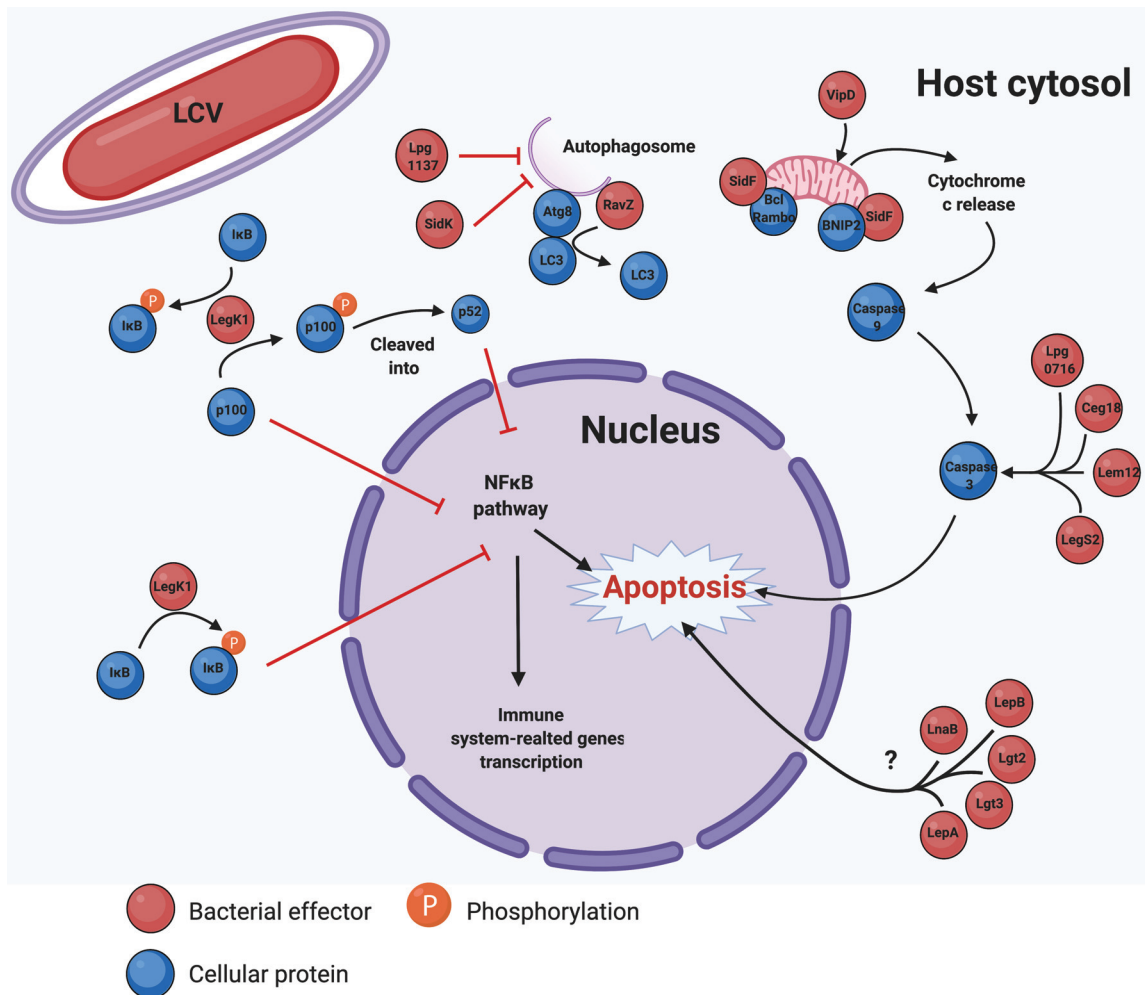 LCV
Host cytosol
VipD
Lpg
1137
Autophagosome
SidF
Bcl
Rambo
BNIP2
SidF
Cytochrome
c release
SidK
Atg8
RavZ
LC3
LC3
IκB
P
IκB
LegK1
P
p100
p52
Cleaved
into
p100
Caspase
9
Lpg
0716
Ceg18
Caspase
3
Lem12
LegS2
Nucleus
NFκB
pathway
Apoptosis
LegK1
P
IκB
IκB
Immune
system-realted genes
transcription
?
LnaB
LepB
Lgt2
Lgt3
LepA
Bacterial effector
P
Phosphorylation
Cellular protein